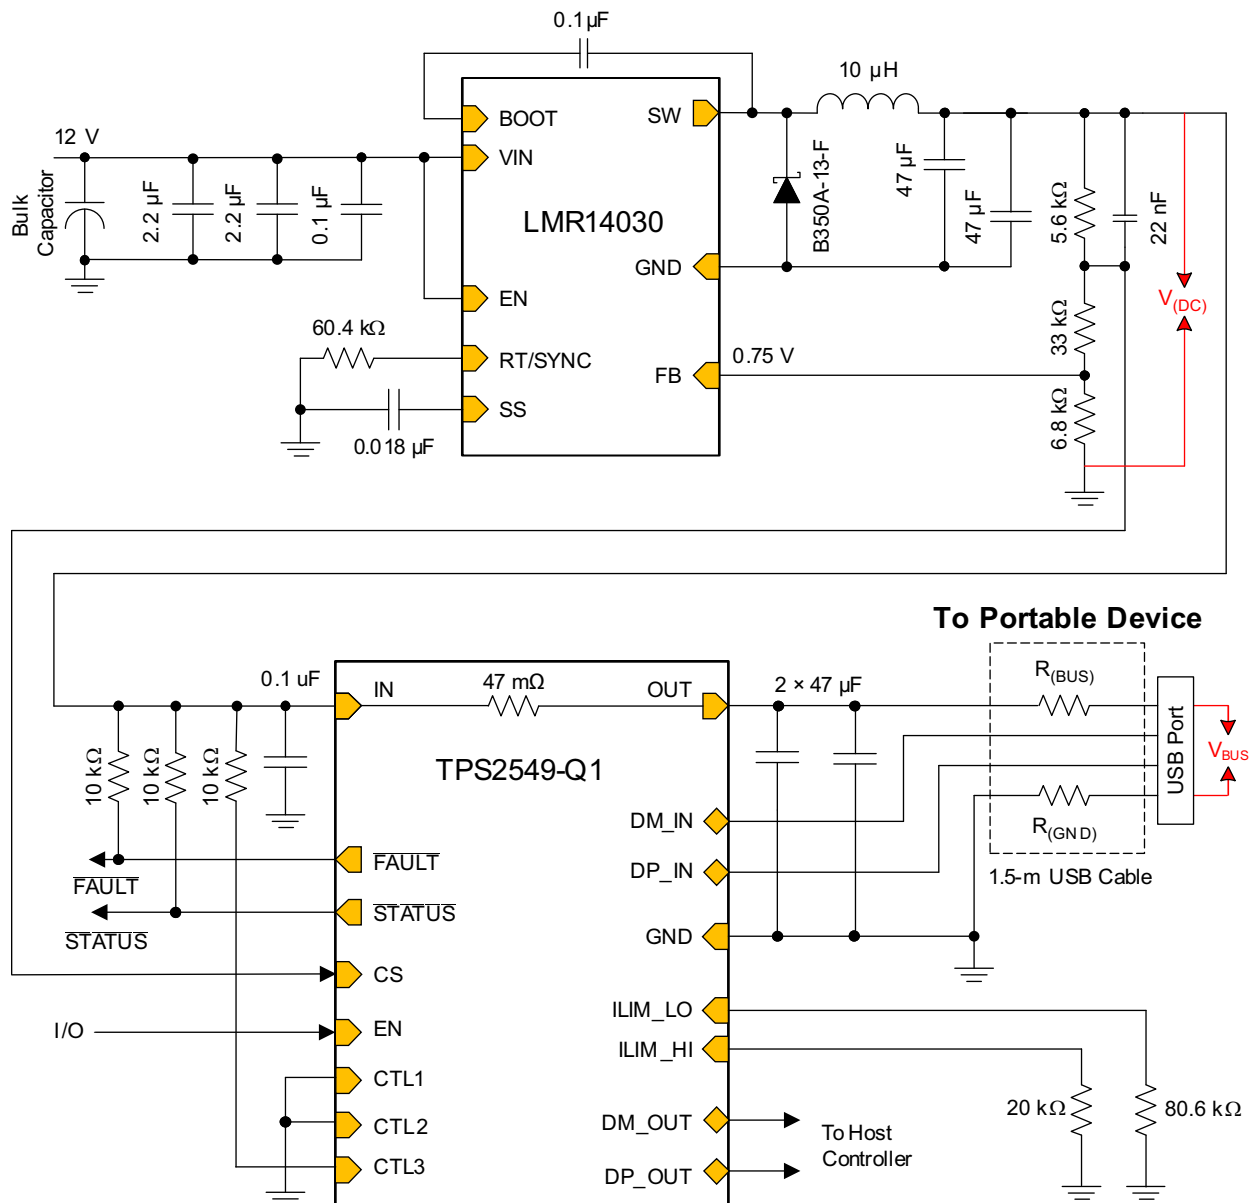 0.1 µF
10 µH
BOOT
SW
12 V
VIN
Bulk
Capacitor
2.2 µF
2.2 µF
0.1 µF
LMR14030
B350A-13-F
47 µF
47 µF
5.6 kΩ
22 nF
GND
EN
V(DC)
60.4 kΩ
33 kΩ
RT/SYNC
0.75 V
FB
SS
0.018 µF
6.8 kΩ
To Portable Device
0.1 uF
IN
47 mΩ
OUT
2 × 47 µF
R(BUS)
10 kΩ
10 kΩ
10 kΩ
TPS2549-Q1
USB Port
VBUS
DM_IN
R(GND)
FAULT
FAULT
DP_IN
1.5-m USB Cable
STATUS
STATUS
GND
CS
ILIM_LO
I/O
EN
ILIM_HI
CTL1
20 kΩ
80.6 kΩ
CTL2
DM_OUT
To Host
Controller
CTL3
DP_OUT